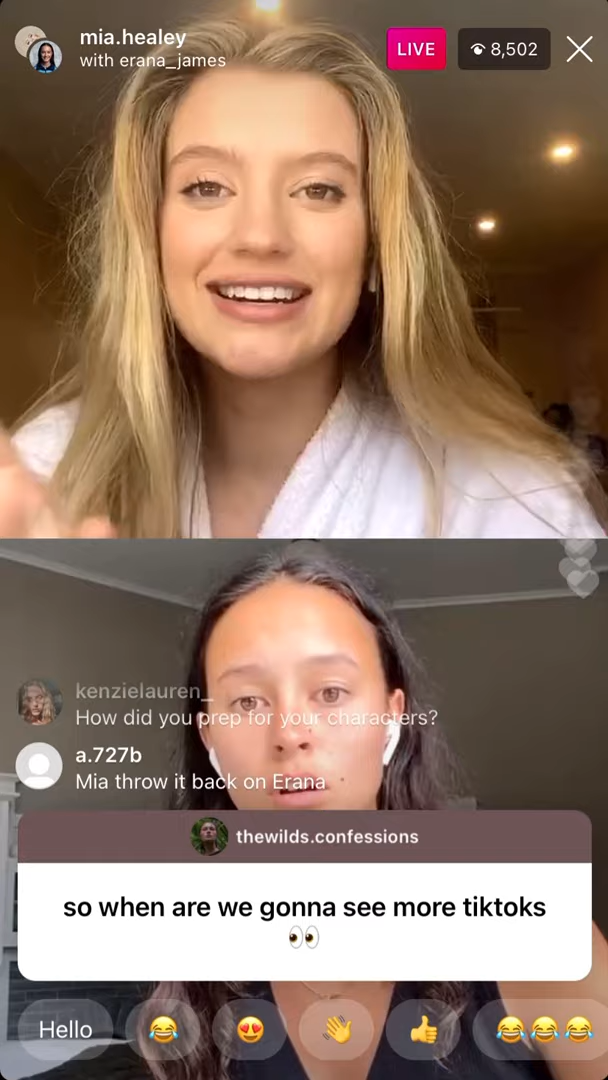 mia.healey
with erana_james
LIVE
8,502
kenzielauren_
How did you prep for your characters?
a.727b
Mia throw it back on Erana
thewilds.confessions
so when are we gonna see more tiktoks
👀
Hello 😂 😍 👋 👍 😂😂😂